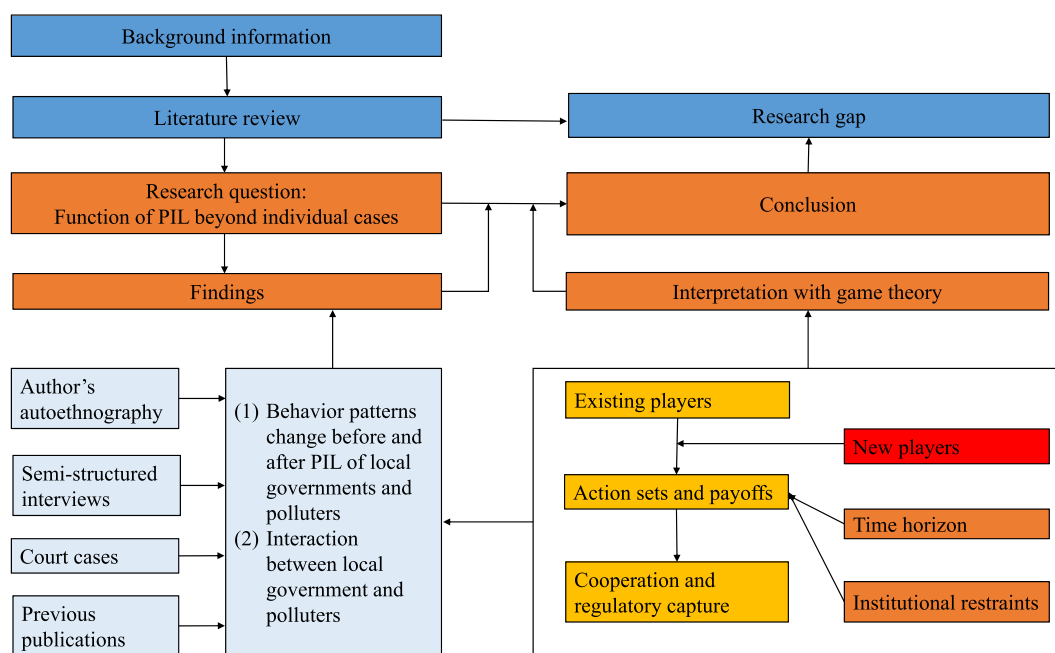 Background information
Literature review
Research gap
Research question:
Function of PIL beyond individual cases
Conclusion
Findings
Interpretation with game theory
Author's
autoethnography
Semi-structured
interviews
Court cases
Previous
publications
(1) Behavior patterns
change before and
after PIL of local
governments and
polluters
(2) Interaction
between local
government and
polluters
Existing players
New players
Action sets and payoffs
Time horizon
Cooperation and
regulatory capture
Institutional restraints